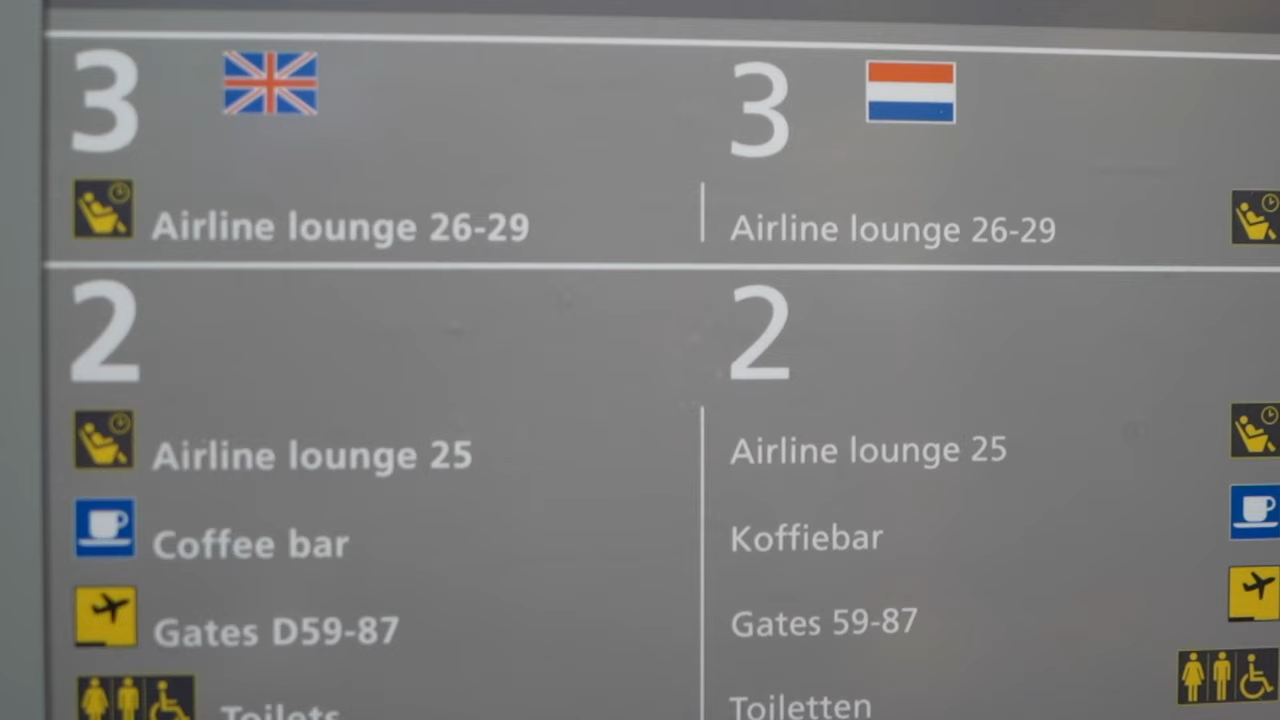 3
3
Airline lounge 26-29
Airline lounge 26-29
2
2
Airline lounge 25
Airline lounge 25
Coffee bar
Koffiebar
Gates D59-87
Gates 59-87
Toilets
Toiletten